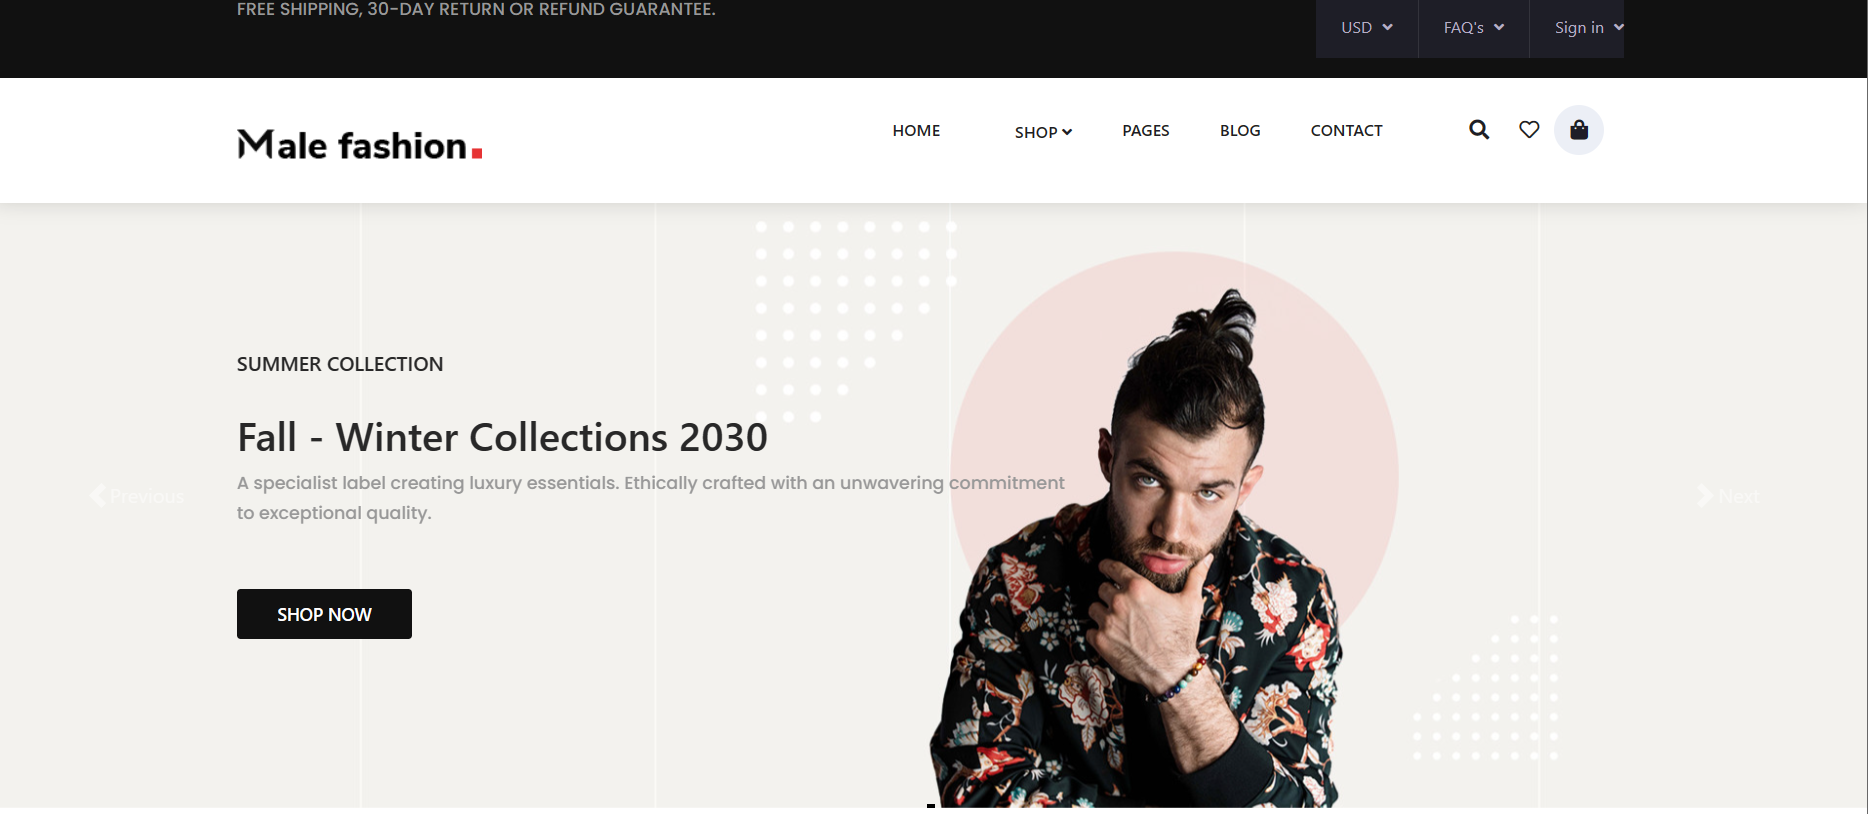 FREE SHIPPING, 30-DAY RETURN OR REFUND GUARANTEE.
USD FAQ's Sign in
Male fashion.
HOME SHOP PAGES BLOG CONTACT
SUMMER COLLECTION
Fall - Winter Collections 2030
A specialist label creating luxury essentials. Ethically crafted with an unwavering commitment
to exceptional quality.
Previous
Next
SHOP NOW